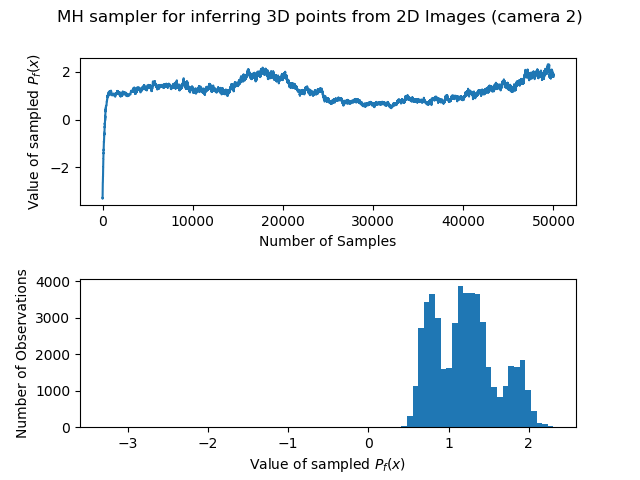 MH sampler for inferring 3D points from 2D Images (camera 2)
Value of sampled P_f(x)
2
0
−2
0 10000 20000 30000 40000 50000
Number of Samples
Number of Observations
4000
3000
2000
1000
0
−3 −2 −1 0 1 2
Value of sampled P_f(x)